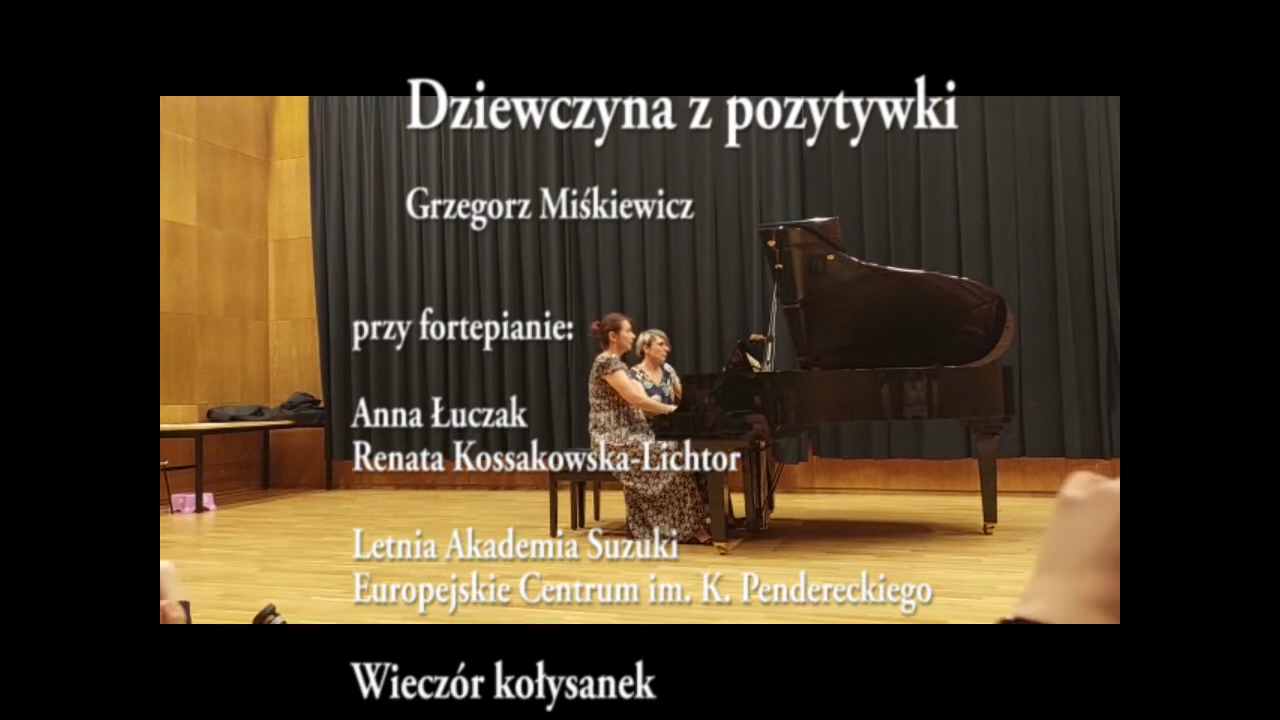 Dziewczyna z pozytywki
Grzegorz Miśkiewicz
przy fortepianie:
Anna Łuczak
Renata Kossakowska-Lichtor
Letnia Akademia Suzuki
Europejskie Centrum im. K. Pendereckiego
Wieczór kołysanek